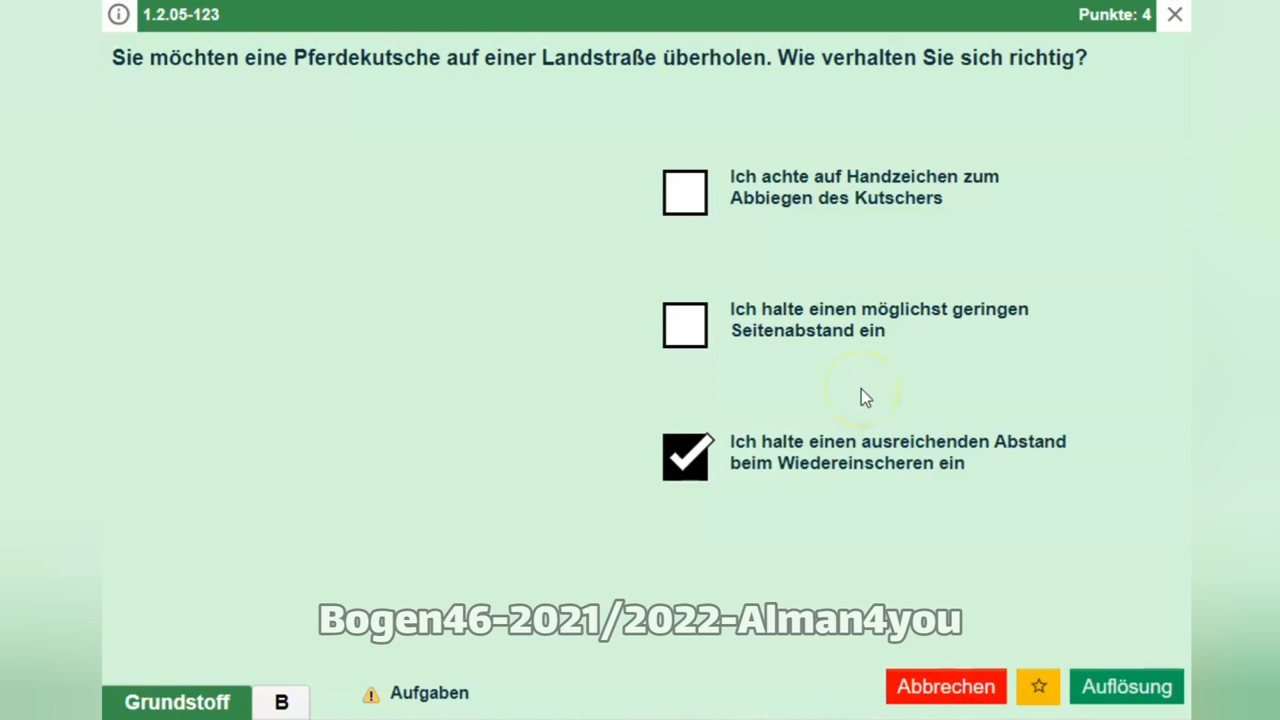 1.2.05-123
Punkte: 4
Sie möchten eine Pferdekutsche auf einer Landstraße überholen. Wie verhalten Sie sich richtig?
Ich achte auf Handzeichen zum
Abbiegen des Kutschers
Ich halte einen möglichst geringen
Seitenabstand ein
Ich halte einen ausreichenden Abstand
beim Wiedereinscheren ein
Bogen46-2021/2022-Alman4you
Grundstoff
B
Aufgaben
Abbrechen
Auflösung